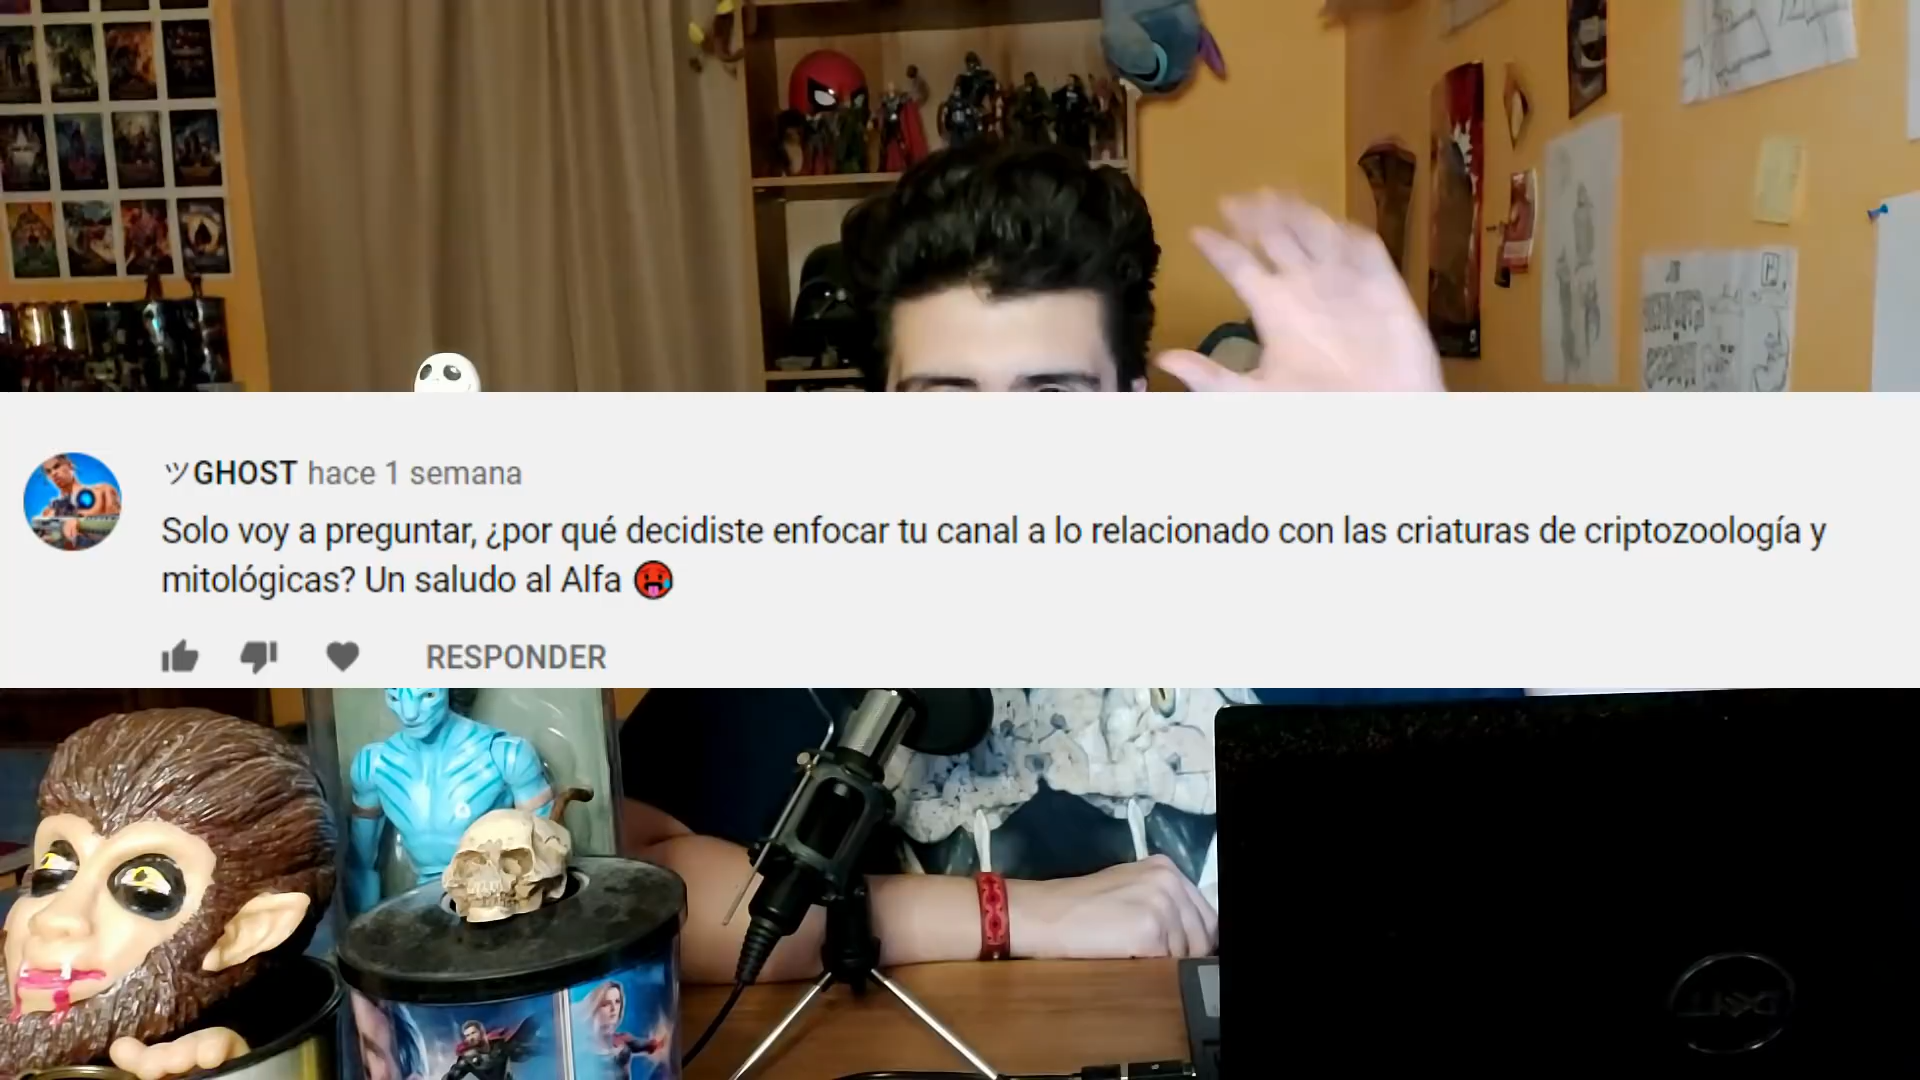 ツGHOST hace 1 semana
Solo voy a preguntar, ¿por qué decidiste enfocar tu canal a lo relacionado con las criaturas de criptozoología y
mitológicas? Un saludo al Alfa 🥵
RESPONDER
DELL